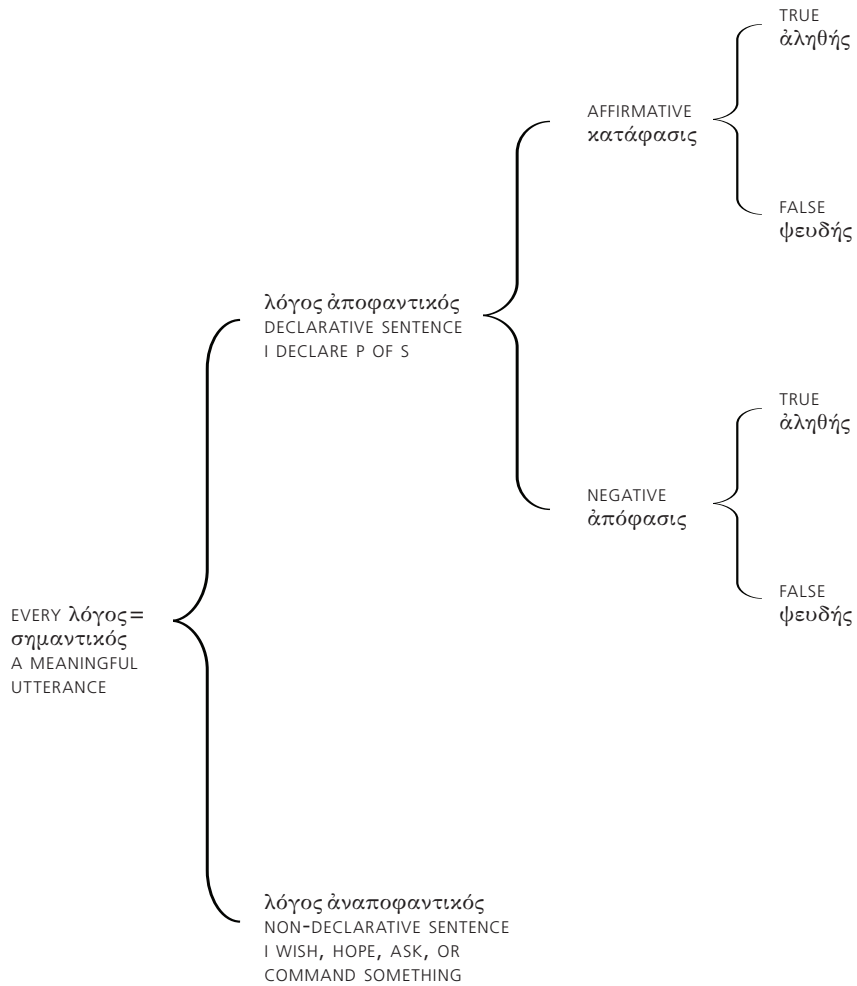 TRUE
ἀληθής
AFFIRMATIVE
κατάφασις
FALSE
ψευδής
λόγος ἀποφαντικός
DECLARATIVE SENTENCE
I DECLARE P OF S
TRUE
ἀληθής
NEGATIVE
ἀπόφασις
FALSE
ψευδής
EVERY λόγος=
σημαντικός
A MEANINGFUL
UTTERANCE
λόγος ἀναποφαντικός
NON-DECLARATIVE SENTENCE
I WISH, HOPE, ASK, OR
COMMAND SOMETHING